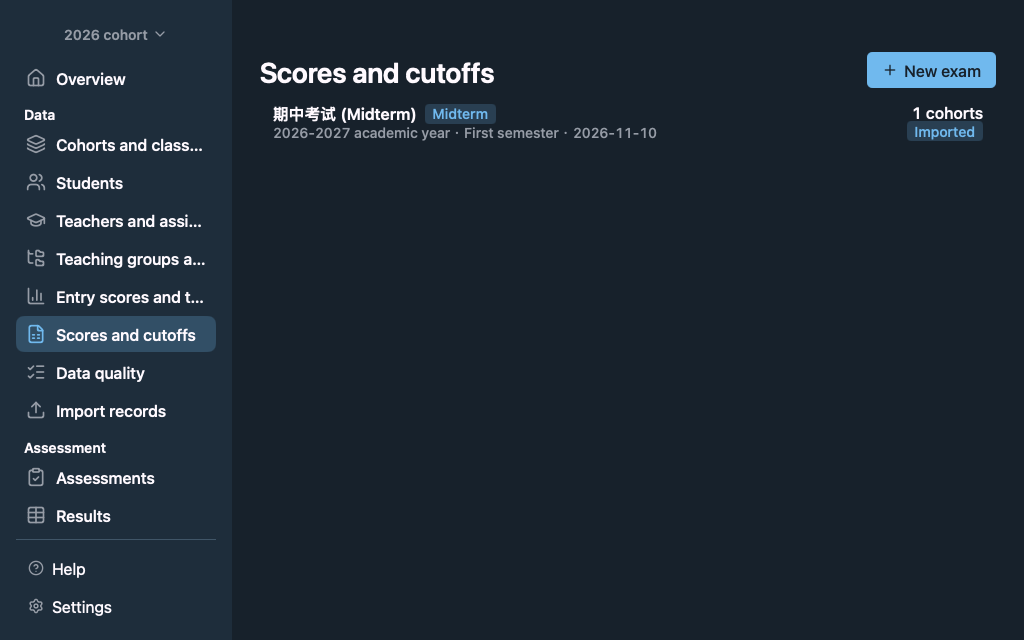 2026 cohort
Overview
Data
Cohorts and class...
Students
Teachers and assi...
Teaching groups a...
Entry scores and t...
Scores and cutoffs
Data quality
Import records
Assessment
Assessments
Results
Help
Settings
Scores and cutoffs
+ New exam
期中考试 (Midterm) Midterm
2026-2027 academic year · First semester · 2026-11-10
1 cohorts
Imported